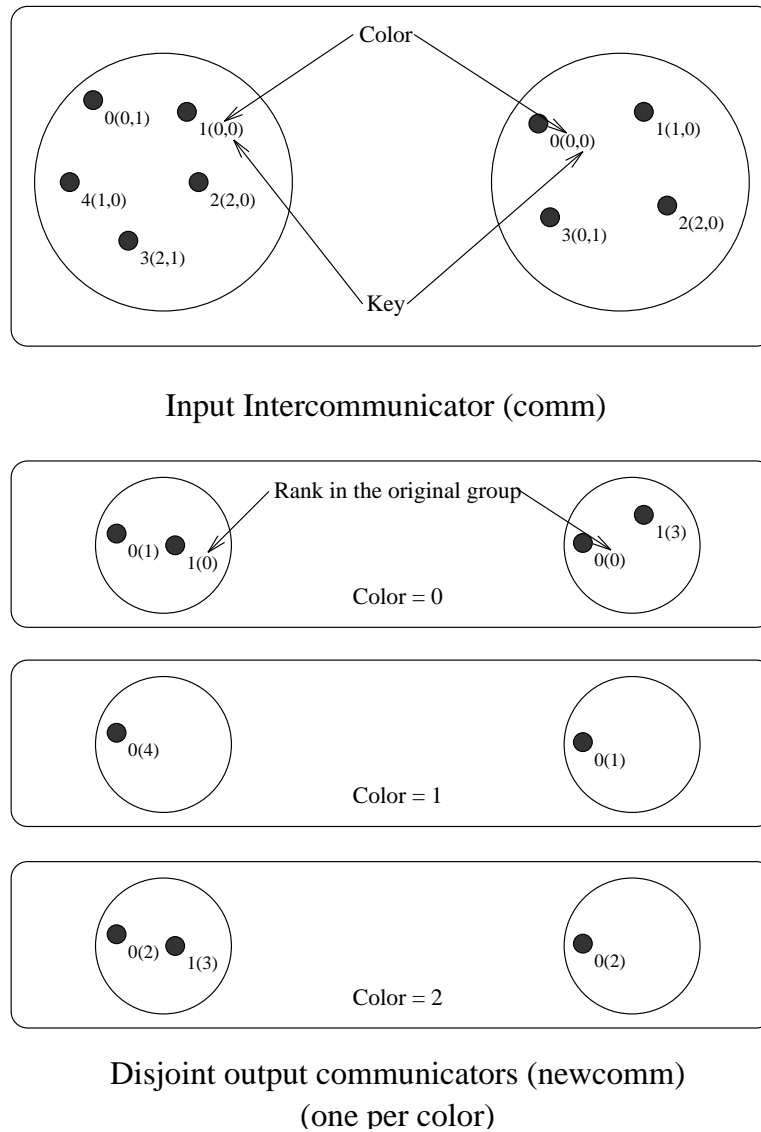 Color
0(0,1)
1(0,0)
0(0,0)
1(1,0)
4(1,0)
2(2,0)
2(2,0)
3(2,1)
3(0,1)
Key
Input Intercommunicator (comm)
Rank in the original group
0(1)
1(0)
0(0)
1(3)
Color = 0
0(4)
0(1)
Color = 1
0(2)
1(3)
0(2)
Color = 2
Disjoint output communicators (newcomm)
(one per color)